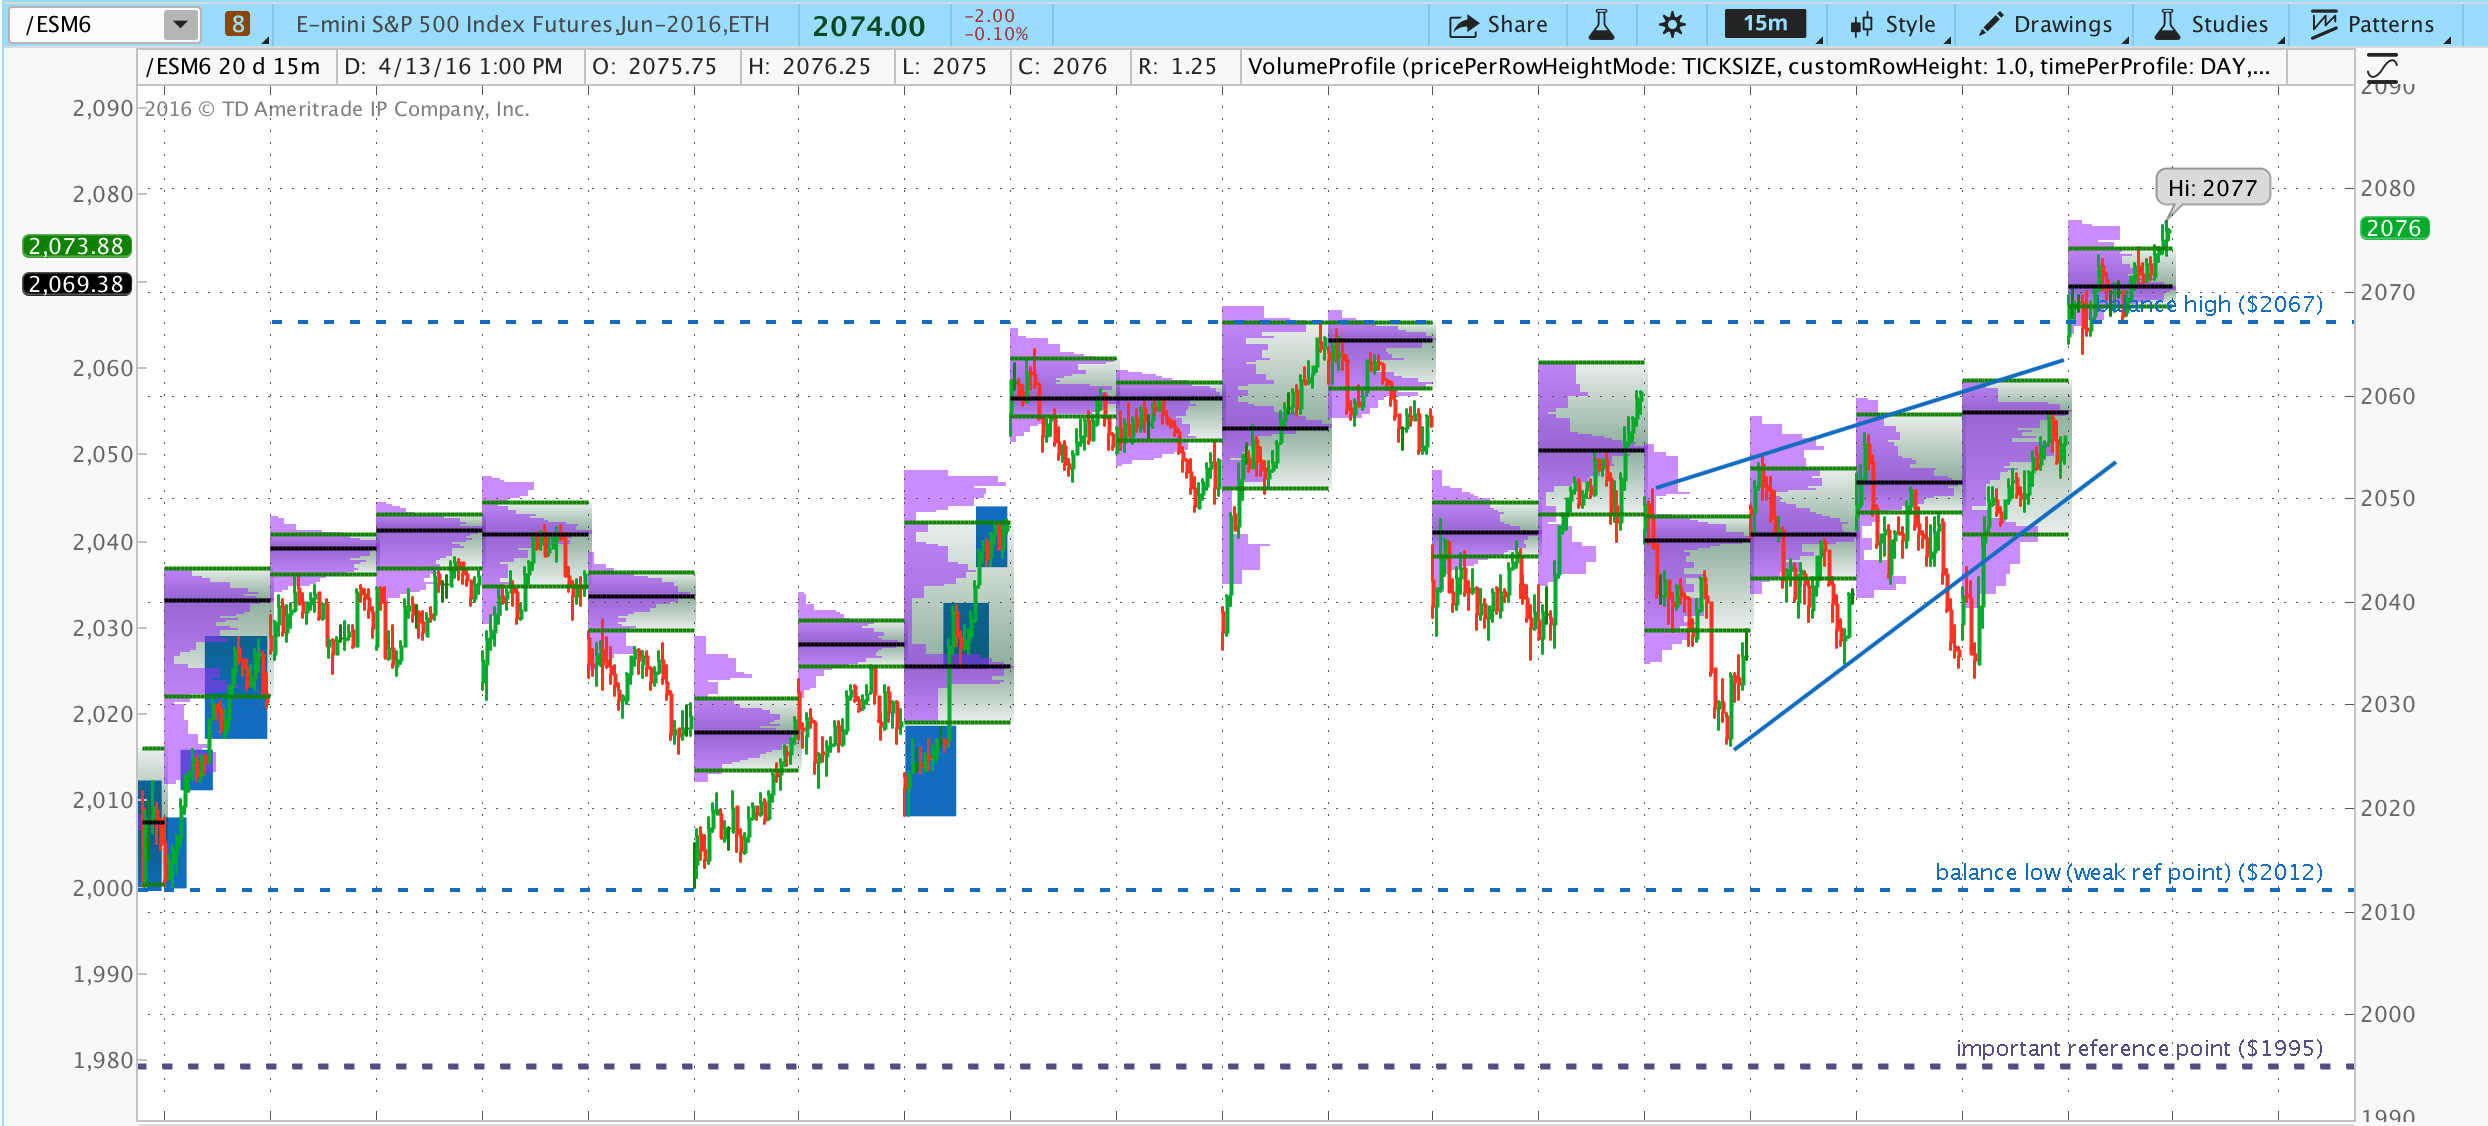 /ESM6 8 E-mini S&P 500 Index Futures,Jun-2016,ETH 2074.00 -2.00 -0.10% Share 15m Style Drawings Studies Patterns
/ESM6 20 d 15m D: 4/13/16 1:00 PM O: 2075.75 H: 2076.25 L: 2075 C: 2076 R: 1.25 VolumeProfile (pricePerRowHeightMode: TICKSIZE, customRowHeight: 1.0, timePerProfile: DAY,...
2,090 2016 © TD Ameritrade IP Company, Inc. 2090
2,080 Hi: 2077 2080
2,073.88 2076
2,069.38 2070
balance high ($2067)
2,060 2060
2,050 2050
2,040 2040
2,030 2030
2,020
2,010 2020
2,000 balance low (weak ref point) ($2012)
1,990 2010
2000
1,980 important reference point ($1995)
1990